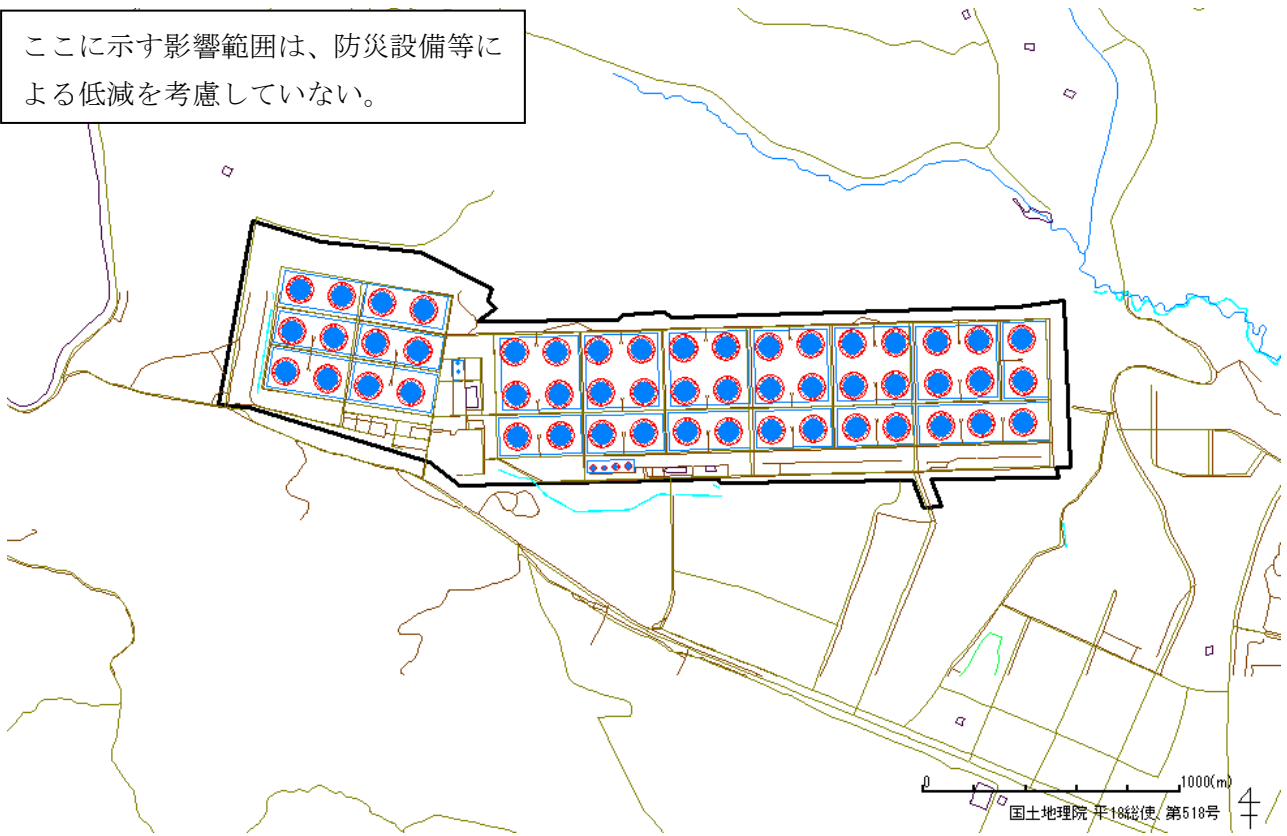 ここに示す影響範囲は、防災設備等に
よる低減を考慮していない。
0 1000(m)
国土地理院 平18総使、第518号